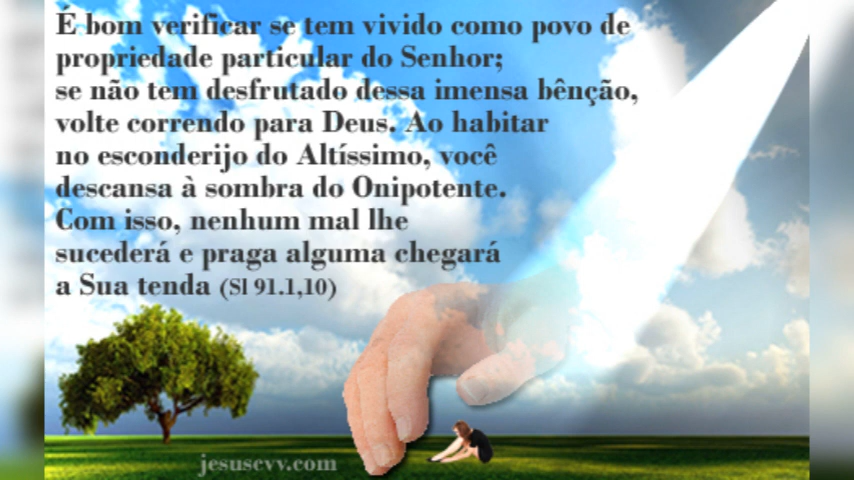 É bom verificar se tem vivido como povo de
propriedade particular do Senhor;
se não tem desfrutado dessa imensa bênção,
volte correndo para Deus. Ao habitar
no esconderijo do Altíssimo, você
descansa à sombra do Onipotente.
Com isso, nenhum mal lhe
sucederá e praga alguma chegará
a Sua tenda (Sl 91.1,10)
jesuscvv.com